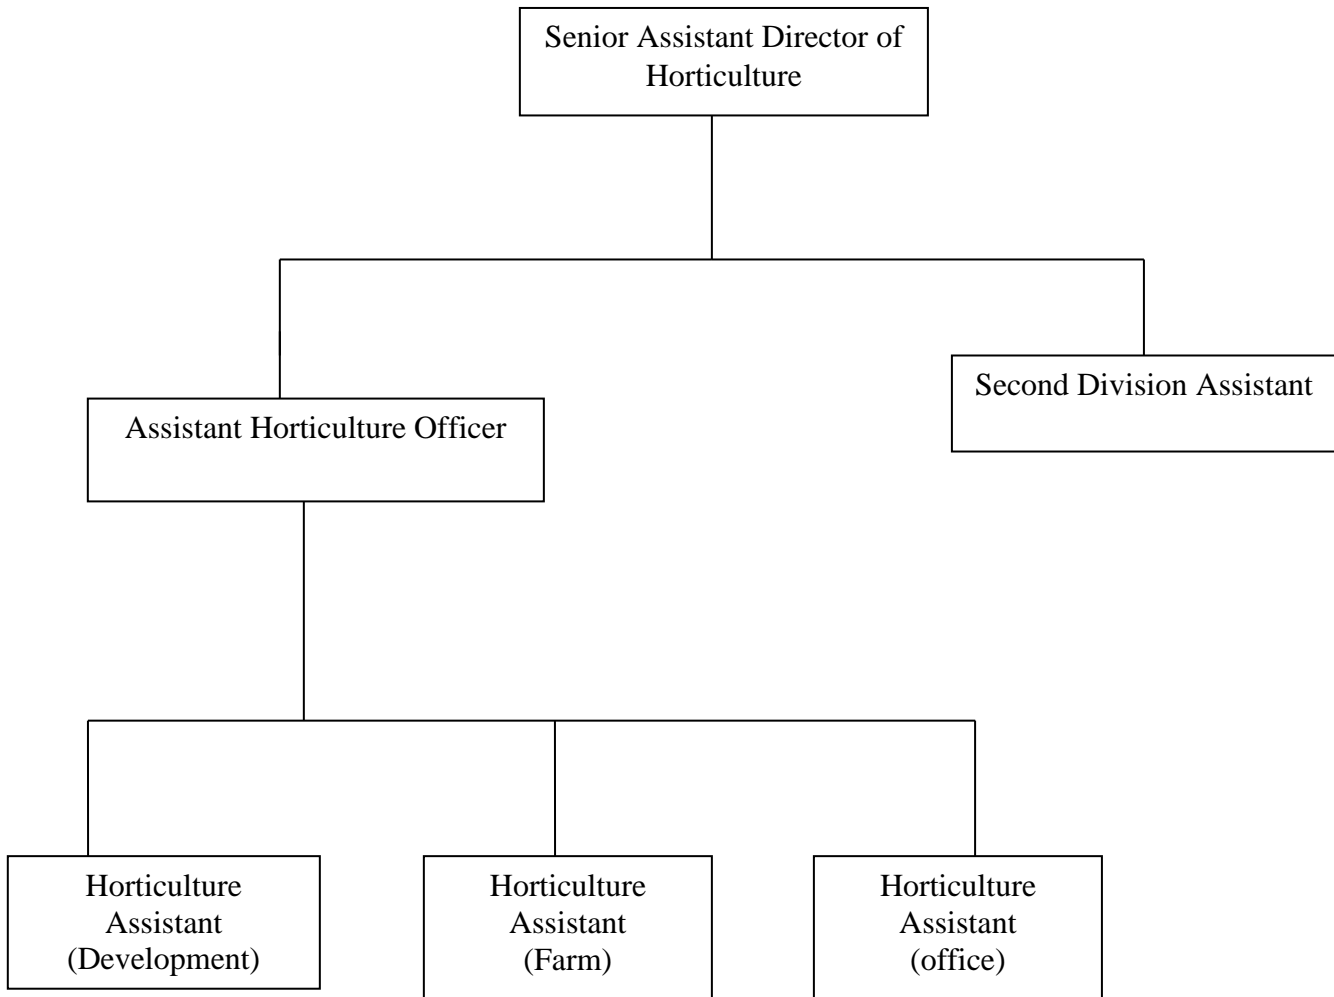 Senior Assistant Director of
Horticulture
Second Division Assistant
Assistant Horticulture Officer
Horticulture
Assistant
(Development)
Horticulture
Assistant
(Farm)
Horticulture
Assistant
(office)